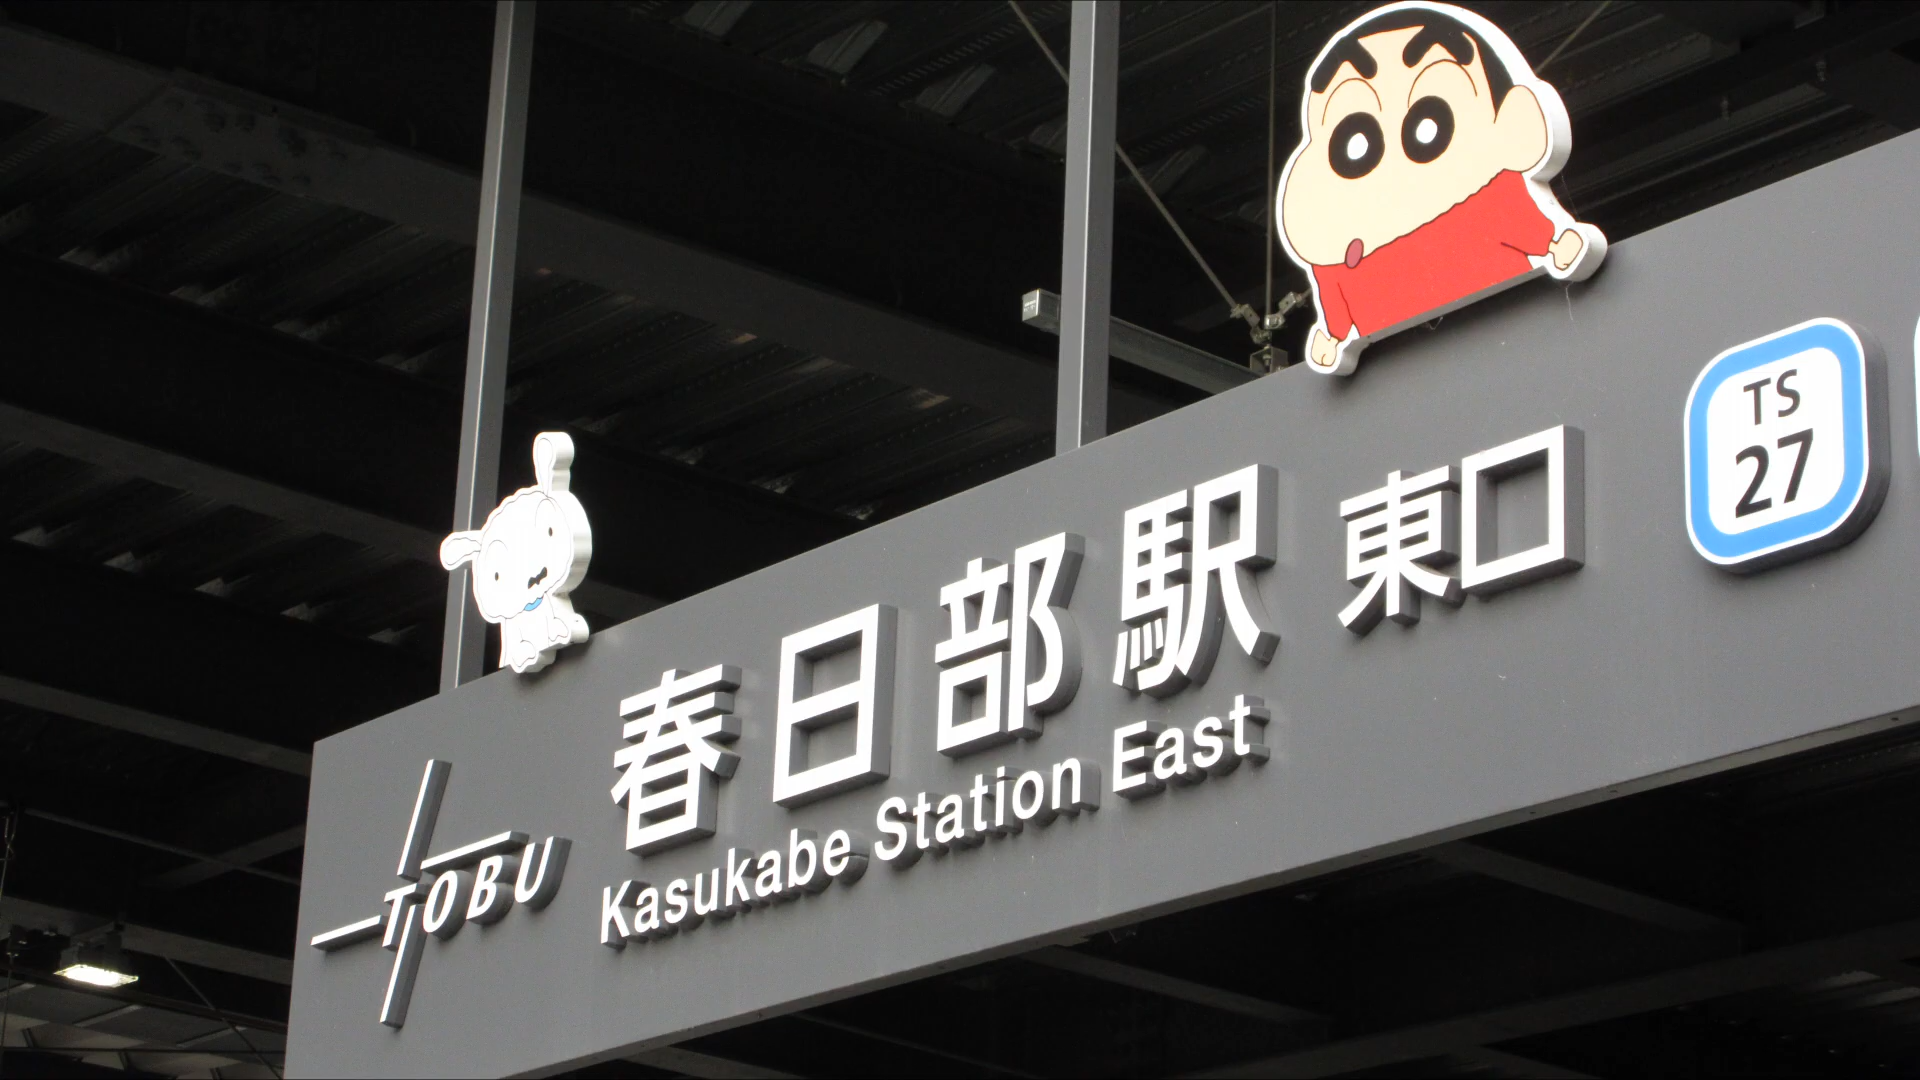 TOBU
春日部駅 東口
Kasukabe Station East
TS
27